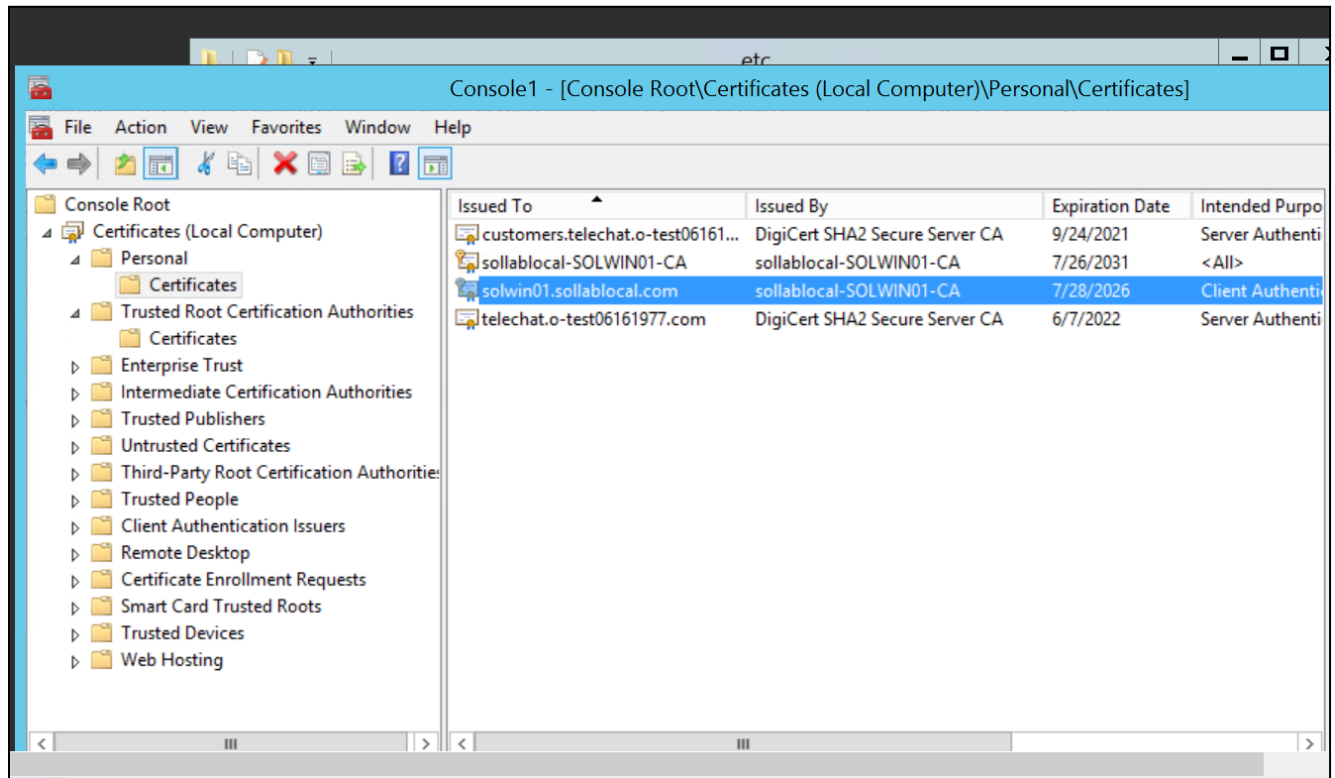 etc
Console1 - [Console Root\Certificates (Local Computer)\Personal\Certificates]
File Action View Favorites Window Help
Console Root
Certificates (Local Computer)
Personal
Certificates
Trusted Root Certification Authorities
Certificates
Enterprise Trust
Intermediate Certification Authorities
Trusted Publishers
Untrusted Certificates
Third-Party Root Certification Authorities
Trusted People
Client Authentication Issuers
Remote Desktop
Certificate Enrollment Requests
Smart Card Trusted Roots
Trusted Devices
Web Hosting
Issued To Issued By Expiration Date Intended Purpo
customers.telechat.o-test06161... DigiCert SHA2 Secure Server CA 9/24/2021 Server Authenti
sollablocal-SOLWIN01-CA sollablocal-SOLWIN01-CA 7/26/2031 <All>
solwin01.sollablocal.com sollablocal-SOLWIN01-CA 7/28/2026 Client Authenti
telechat.o-test06161977.com DigiCert SHA2 Secure Server CA 6/7/2022 Server Authenti